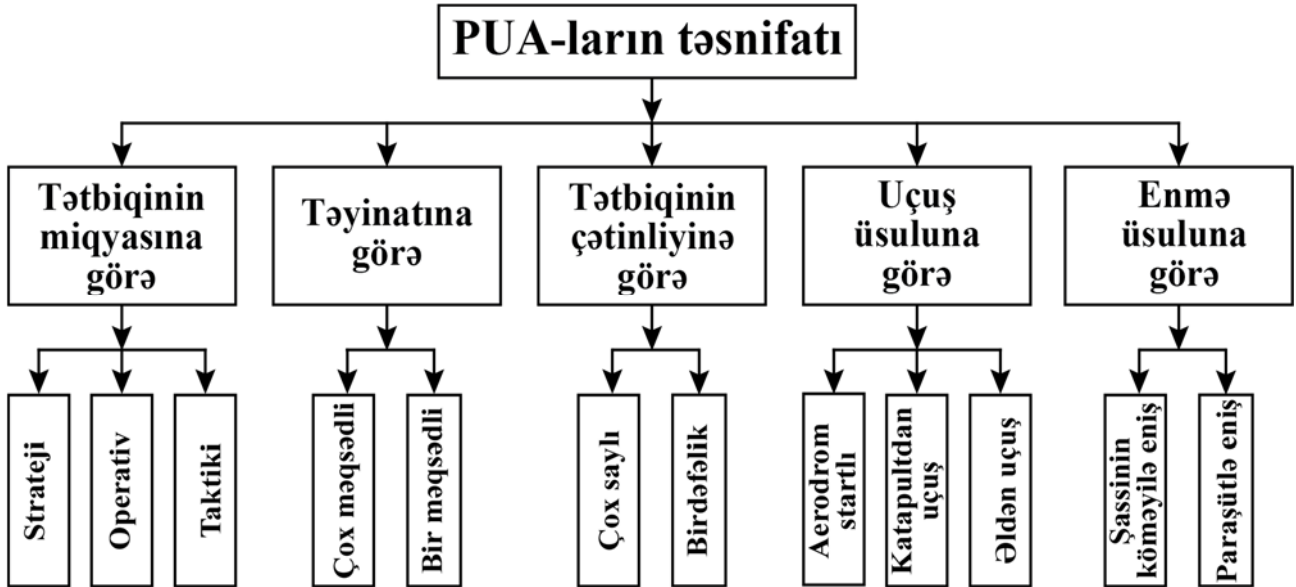 PUA-ların təsnifatı
Tətbiqinin
miqyasına
görə
Təyinatına
görə
Tətbiqinin
çətinliyinə
görə
Uçuş
üsuluna
görə
Enmə
üsuluna
görə
Strateji
Operativ
Taktiki
Çox məqsədli
Bir məqsədli
Çox saylı
Birdəfəlik
Aerodrom
startlı
Katapultdan
uçuş
Əldən uçuş
Şassinin
köməyilə eniş
Paraşütlə eniş